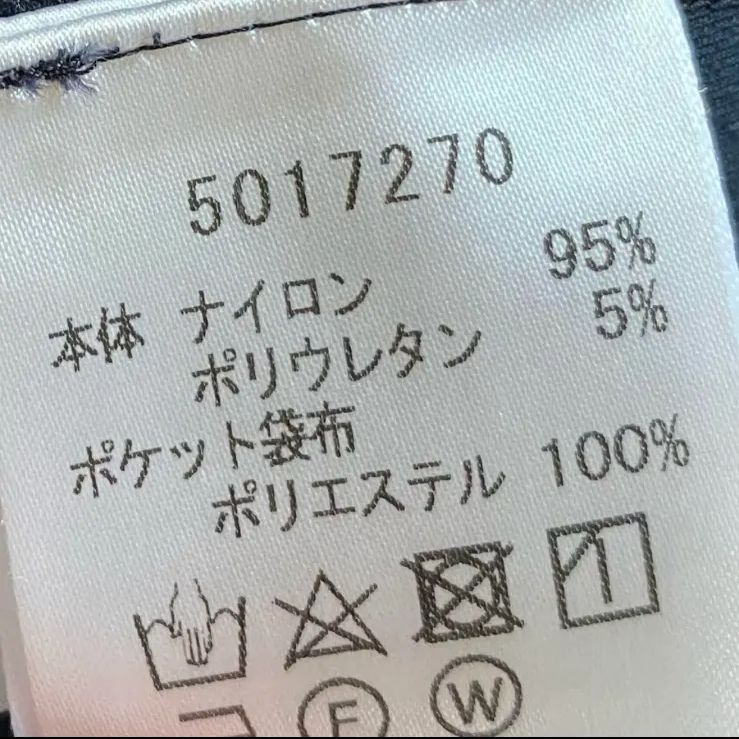 5017270
本体 ナイロン 95%
ポリウレタン 5%
ポケット袋布
ポリエステル 100%
F W